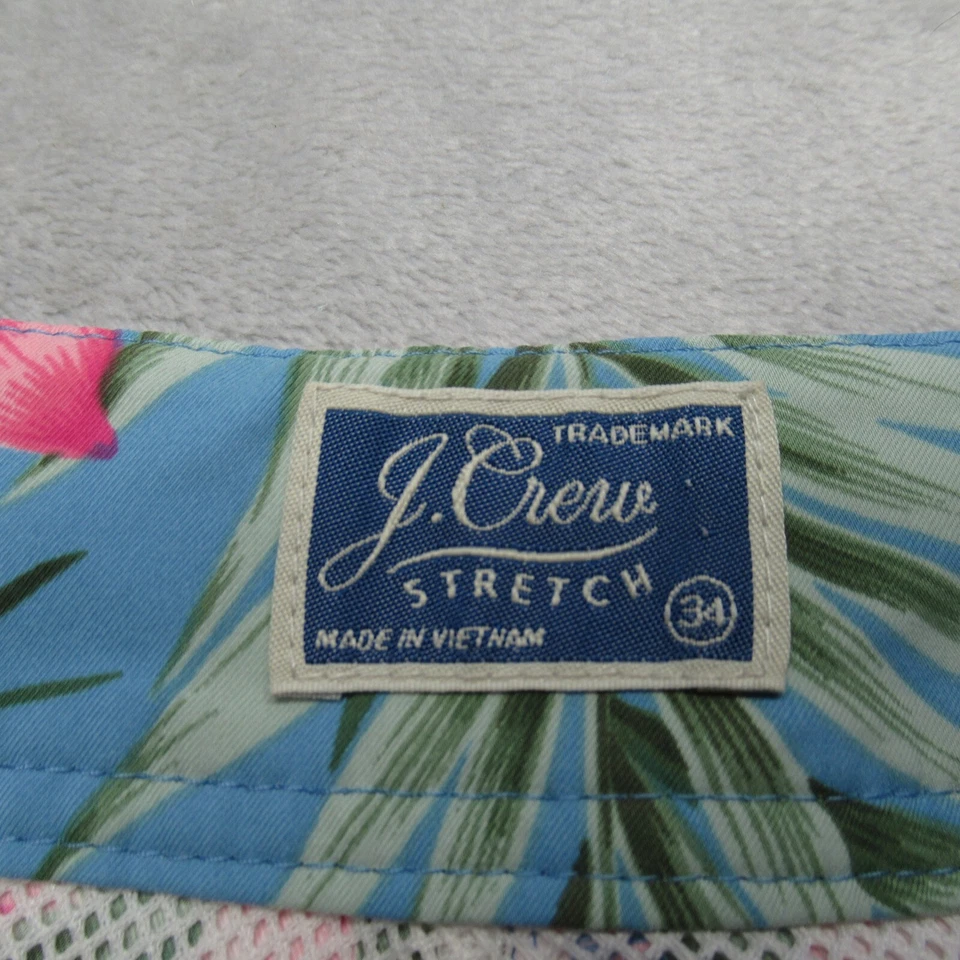 TRADEMARK
J.Crew
STRETCH
34
MADE IN VIETNAM